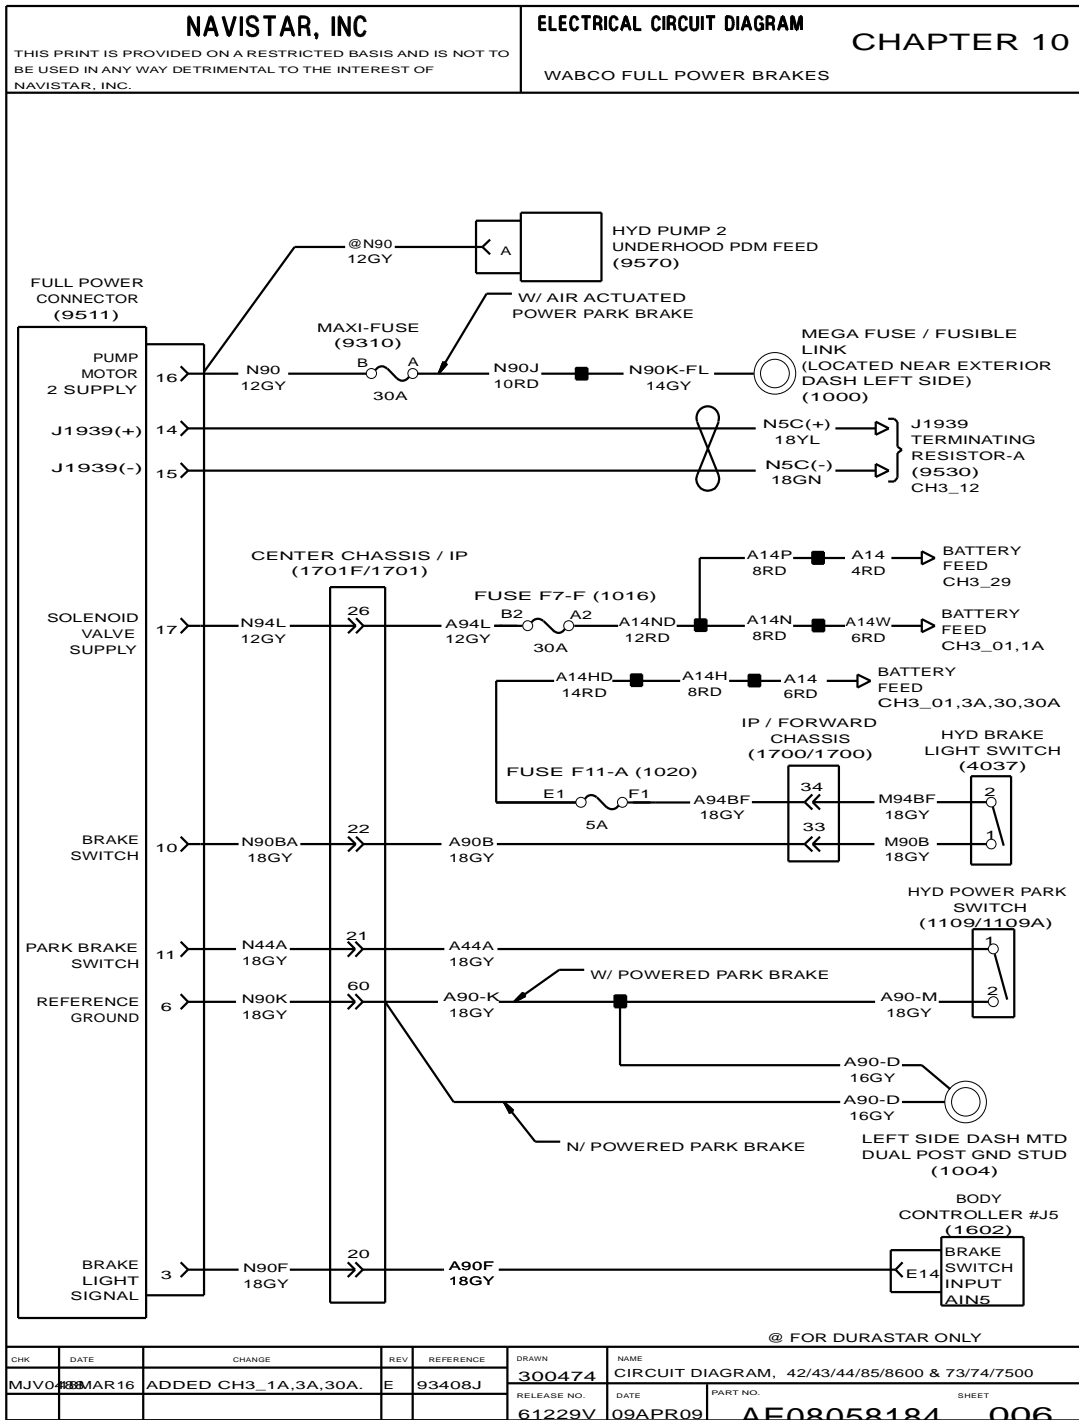 NAVISTAR, INC
THIS PRINT IS PROVIDED ON A RESTRICTED BASIS AND IS NOT TO
BE USED IN ANY WAY DETRIMENTAL TO THE INTEREST OF
NAVISTAR, INC.
ELECTRICAL CIRCUIT DIAGRAM
CHAPTER 10
WABCO FULL POWER BRAKES
@N90
12GY
A
HYD PUMP 2
UNDERHOOD PDM FEED
(9570)
FULL POWER
CONNECTOR
(9511)
W/ AIR ACTUATED
POWER PARK BRAKE
MAXI-FUSE
(9310)
B
A
30A
PUMP
MOTOR
2 SUPPLY
16
N90
12GY
N90J
10RD
N90K-FL
14GY
MEGA FUSE / FUSIBLE
LINK
(LOCATED NEAR EXTERIOR
DASH LEFT SIDE)
(1000)
J1939(+)
14
N5C(+)
18YL
J1939(-)
15
N5C(-)
18GN
J1939
TERMINATING
RESISTOR-A
(9530)
CH3_12
CENTER CHASSIS / IP
(1701F/1701)
A14P
8RD
A14
4RD
BATTERY
FEED
CH3_29
FUSE F7-F (1016)
B2
A2
30A
SOLENOID
VALVE
SUPPLY
17
N94L
12GY
26
A94L
12GY
A14ND
12RD
A14N
8RD
A14W
6RD
BATTERY
FEED
CH3_01,1A
A14HD
14RD
A14H
8RD
A14
6RD
BATTERY
FEED
CH3_01,3A,30,30A
IP / FORWARD
CHASSIS
(1700/1700)
HYD BRAKE
LIGHT SWITCH
(4037)
FUSE F11-A (1020)
E1
F1
5A
A94BF
18GY
34
M94BF
18GY
2
BRAKE
SWITCH
10
N90BA
18GY
22
A90B
18GY
33
M90B
18GY
1
HYD POWER PARK
SWITCH
(1109/1109A)
PARK BRAKE
SWITCH
11
N44A
18GY
21
A44A
18GY
1
W/ POWERED PARK BRAKE
REFERENCE
GROUND
6
N90K
18GY
60
A90-K
18GY
A90-M
18GY
2
A90-D
16GY
A90-D
16GY
N/ POWERED PARK BRAKE
LEFT SIDE DASH MTD
DUAL POST GND STUD
(1004)
BODY
CONTROLLER #J5
(1602)
BRAKE
LIGHT
SIGNAL
3
N90F
18GY
20
A90F
18GY
E14
BRAKE
SWITCH
INPUT
AIN5
@ FOR DURASTAR ONLY
CHK DATE CHANGE REV REFERENCE
ADDED CH3_1A,3A,30A. E 93408J
DRAWN
300474
NAME
CIRCUIT DIAGRAM, 42/43/44/85/8600 & 73/74/7500
RELEASE NO.
61229V
DATE
09APR09
PART NO.
AE08058184
SHEET
006